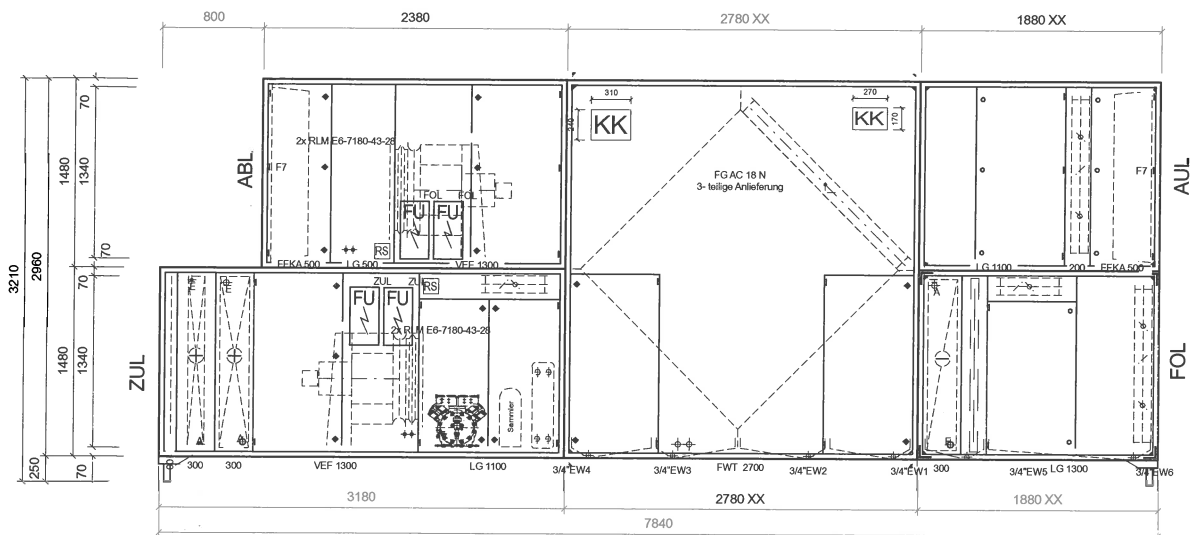 800 2380 2780 XX 1880 XX
3210
2960
1480
70
1340
70
1480
70
1340
70
250
ABL
ZUL
AUL
FOL
310
240
KK
270
170
KK
2x RLM E6-7180-43-28
F7
FOL FOL
FU FU
RS
FG AC 18 N
3- teilige Anlieferung
F7
EFKA 500 LG 500 VEF 1300
LG 1100 200 EFKA 500
ZUL ZUL
FU FU
RS
2x RLM E6-7180-43-28
Sammler
300 300 VEF 1300 LG 1100 3/4"EW4 3/4"EW3 FWT 2700 3/4"EW2 3/4"EW1 300 3/4"EW5 LG 1300 3/4"EW6
3180 2780 XX 1880 XX
7840